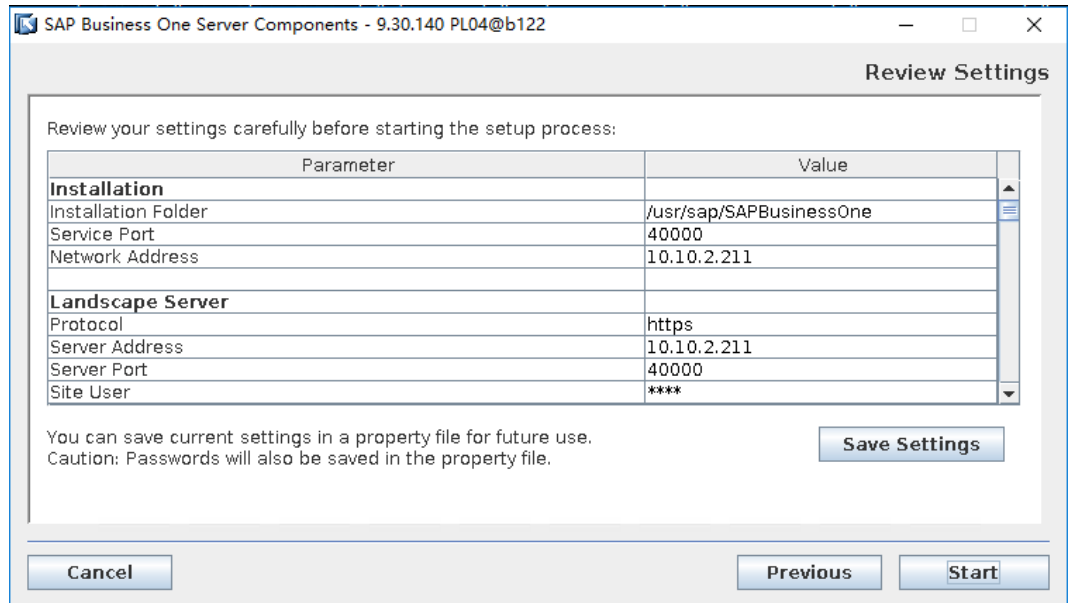 SAP Business One Server Components - 9.30.140 PL04@b122
Review Settings
Review your settings carefully before starting the setup process:
Parameter Value
Installation
Installation Folder /usr/sap/SAPBusinessOne
Service Port 40000
Network Address 10.10.2.211
Landscape Server
Protocol https
Server Address 10.10.2.211
Server Port 40000
Site User ****
You can save current settings in a property file for future use.
Caution: Passwords will also be saved in the property file.
Save Settings
Cancel Previous Start